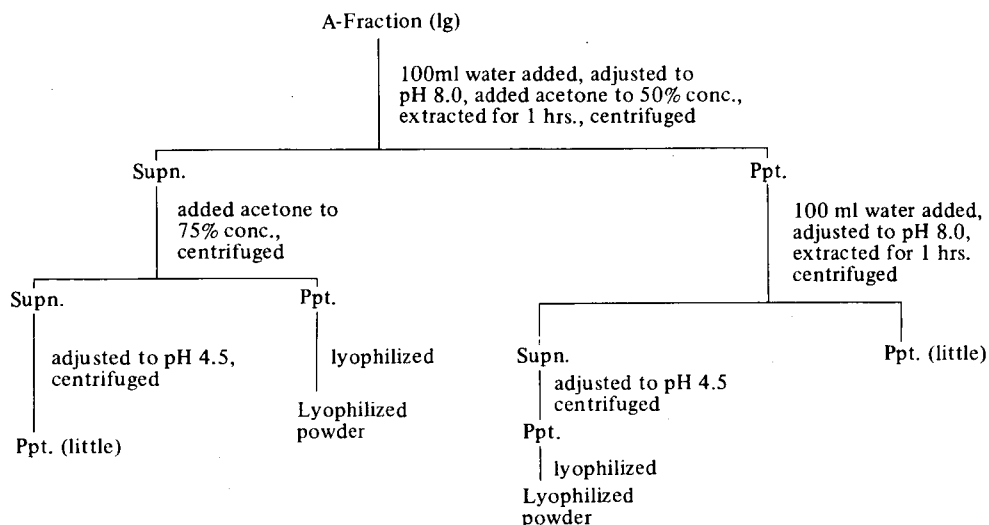 A-Fraction (lg)
100ml water added, adjusted to
pH 8.0, added acetone to 50% conc.,
extracted for 1 hrs., centrifuged
Supn.
Ppt.
added acetone to
75% conc.,
centrifuged
100 ml water added,
adjusted to pH 8.0,
extracted for 1 hrs.
centrifuged
Supn.
Ppt.
adjusted to pH 4.5,
centrifuged
lyophilized
Supn.
Ppt. (little)
adjusted to pH 4.5
centrifuged
Lyophilized
powder
Ppt. (little)
Ppt.
lyophilized
Lyophilized
powder